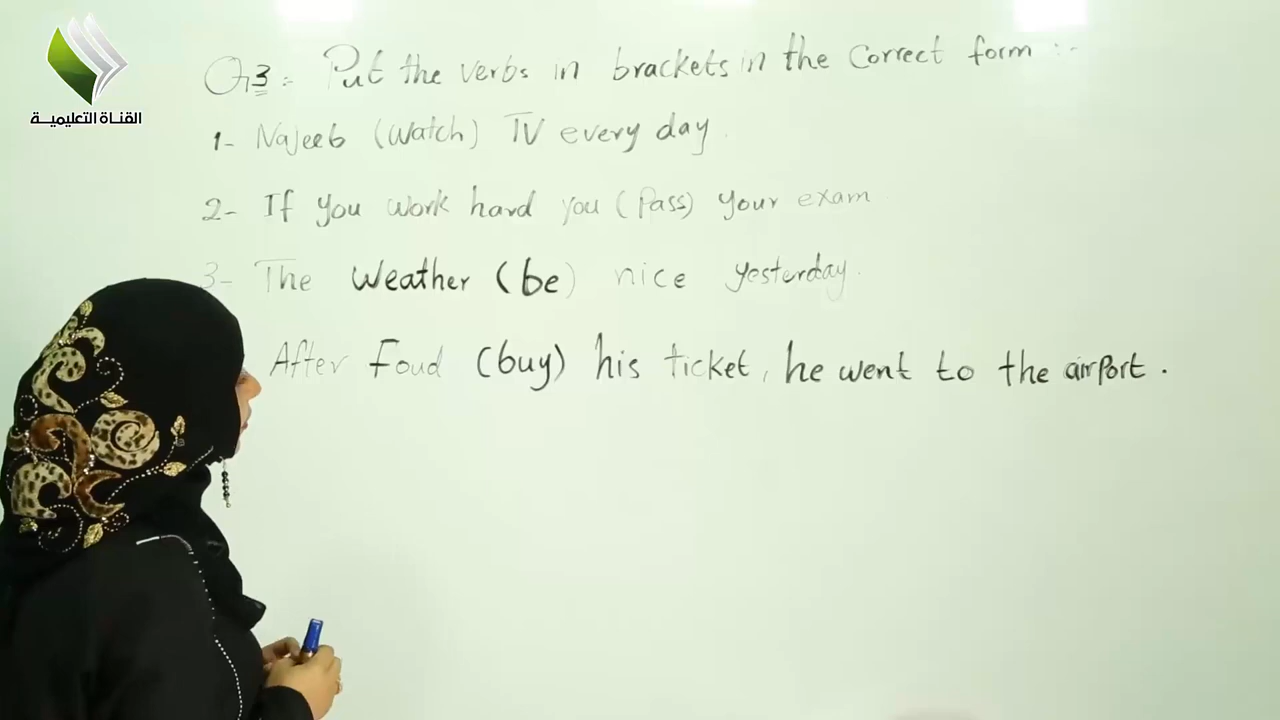 القناة التعليمية
Q3:- Put the verbs in brackets in the correct form :-
1- Najeeb (watch) TV every day.
2- If you work hard you (pass) your exam
3- The weather (be) nice yesterday.
After Foud (buy) his ticket, he went to the airport.